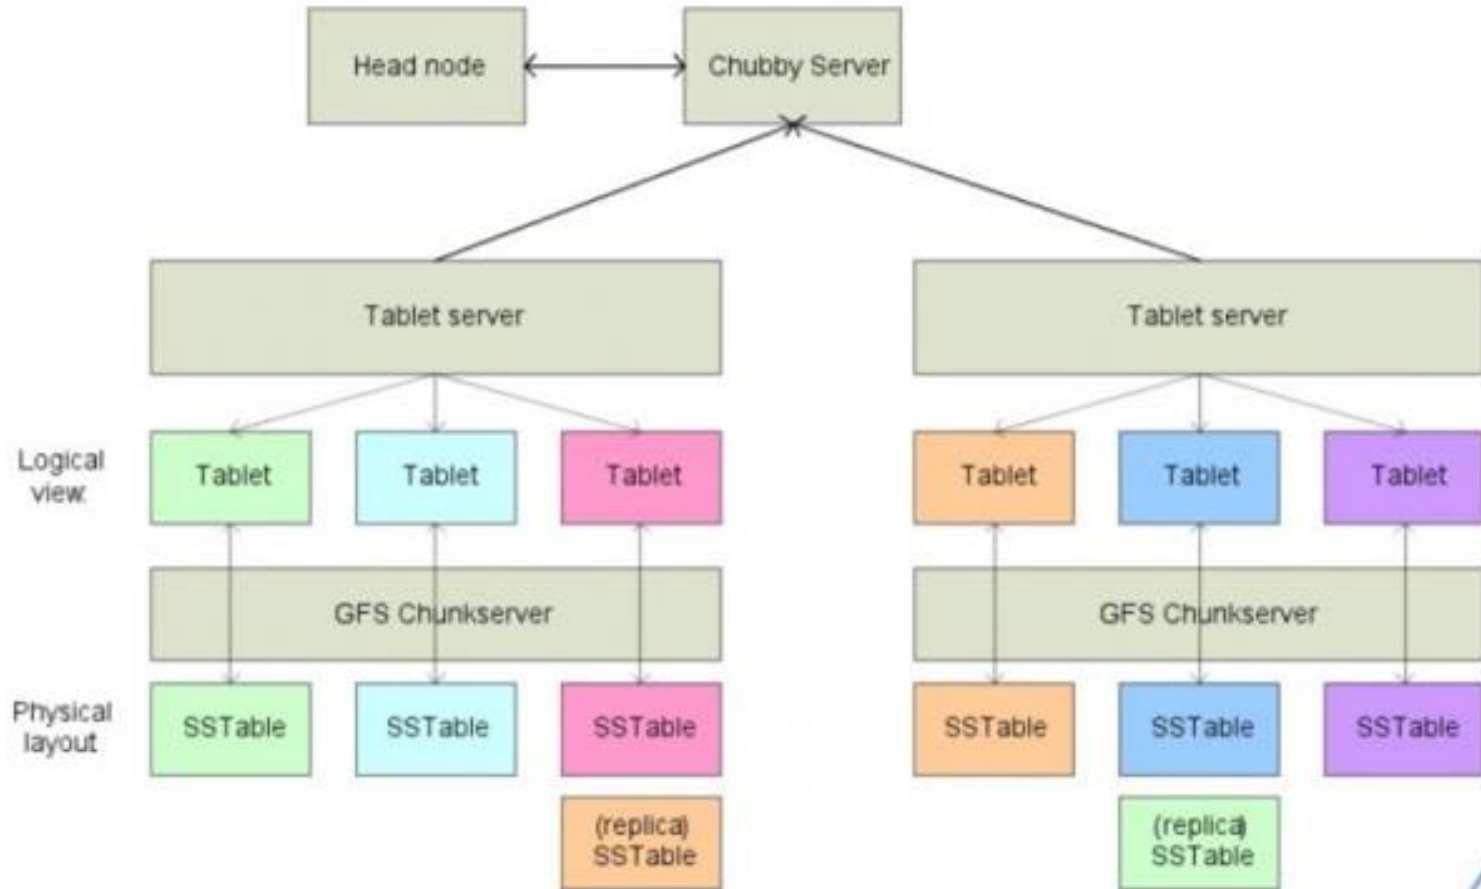 Head node
Chubby Server
Tablet server
Tablet server
Logical
view.
Tablet
Tablet
Tablet
Tablet
Tablet
Tablet
GFS Chunkserver
GFS Chunkserver
Physical
layout
SSTable
SSTable
SSTable
SSTable
SSTable
SSTable
(replica)
SSTable
(replica)
SSTable